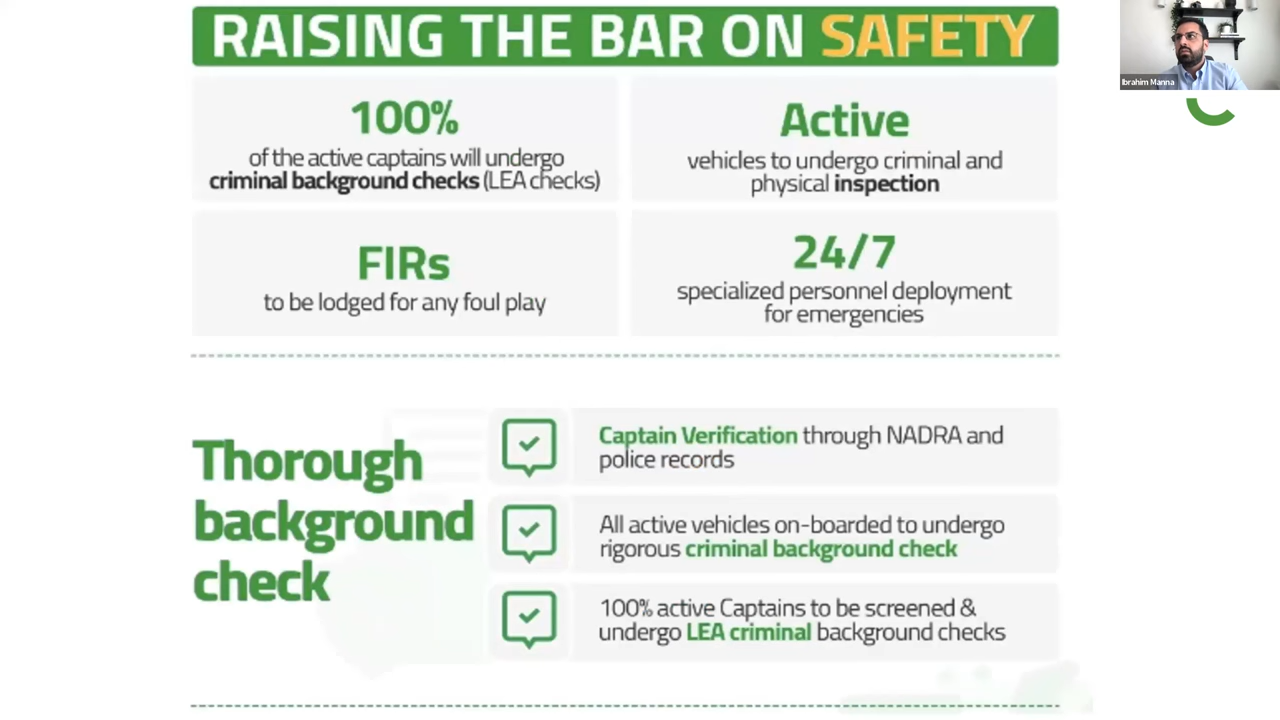 RAISING THE BAR ON SAFETY
100%
of the active captains will undergo
criminal background checks (LEA checks)
Active
vehicles to undergo criminal and
physical inspection
FIRs
to be lodged for any foul play
24/7
specialized personnel deployment
for emergencies
Thorough
background
check
Captain Verification through NADRA and
police records
All active vehicles on-boarded to undergo
rigorous criminal background check
100% active Captains to be screened &
undergo LEA criminal background checks
Ibrahim Manna